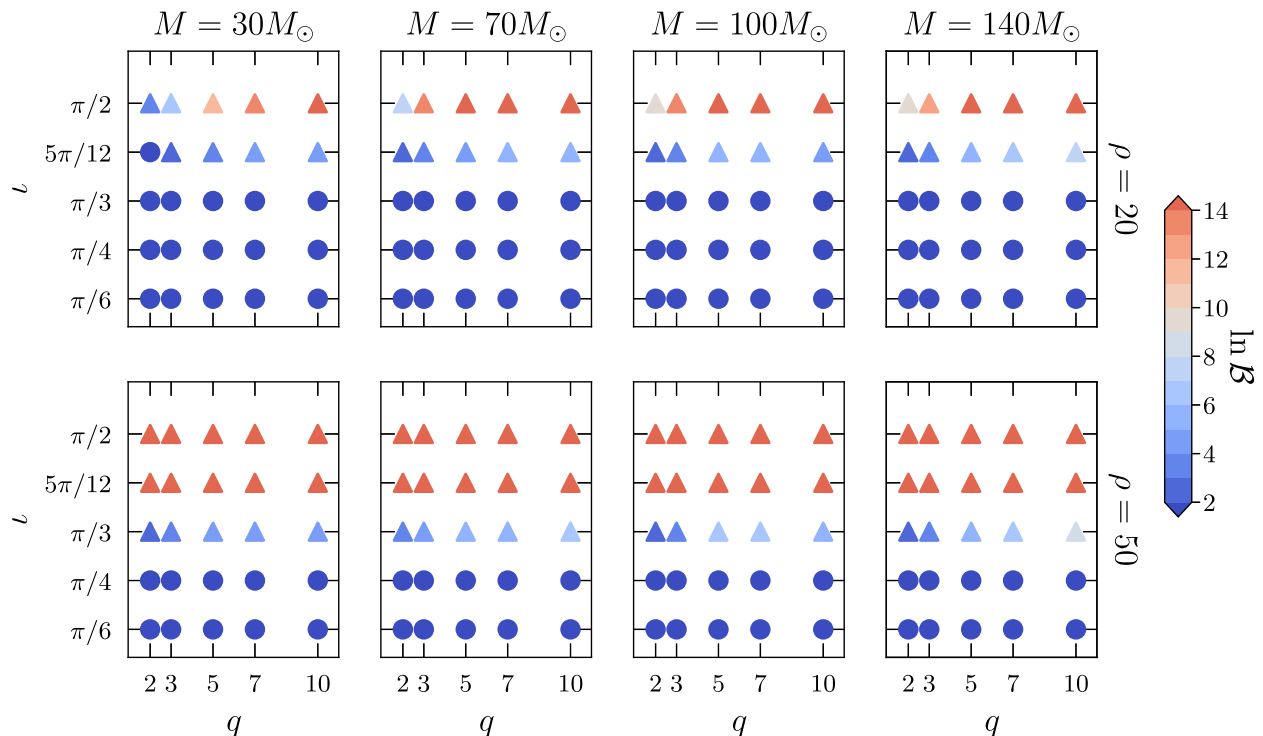 M = 30M⊙ M = 70M⊙ M = 100M⊙ M = 140M⊙
π/2
5π/12
π/3
π/4
π/6
ι
ρ = 20
π/2
5π/12
π/3
π/4
π/6
ι
ρ = 50
2 3 5 7 10 2 3 5 7 10 2 3 5 7 10 2 3 5 7 10
q q q q
14
12
10
8
6
4
2
ln ℬ